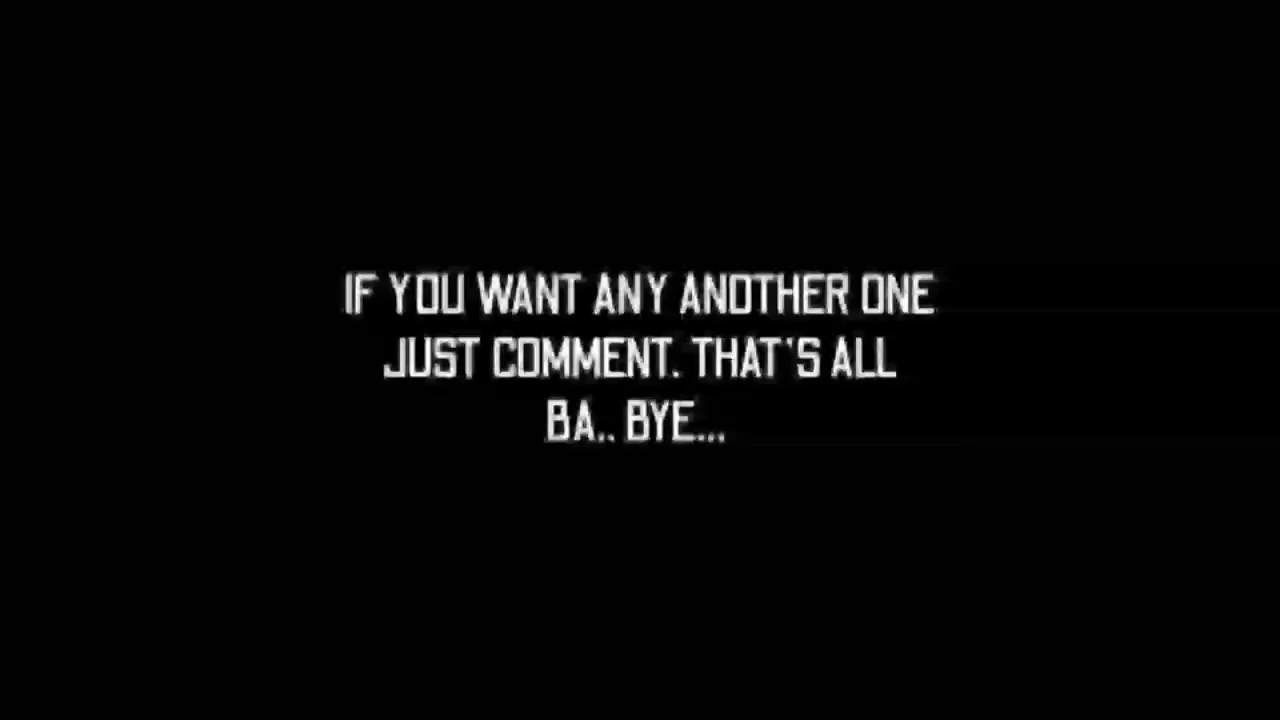 IF YOU WANT ANY ANOTHER ONE
JUST COMMENT. THAT'S ALL
BA.. BYE...